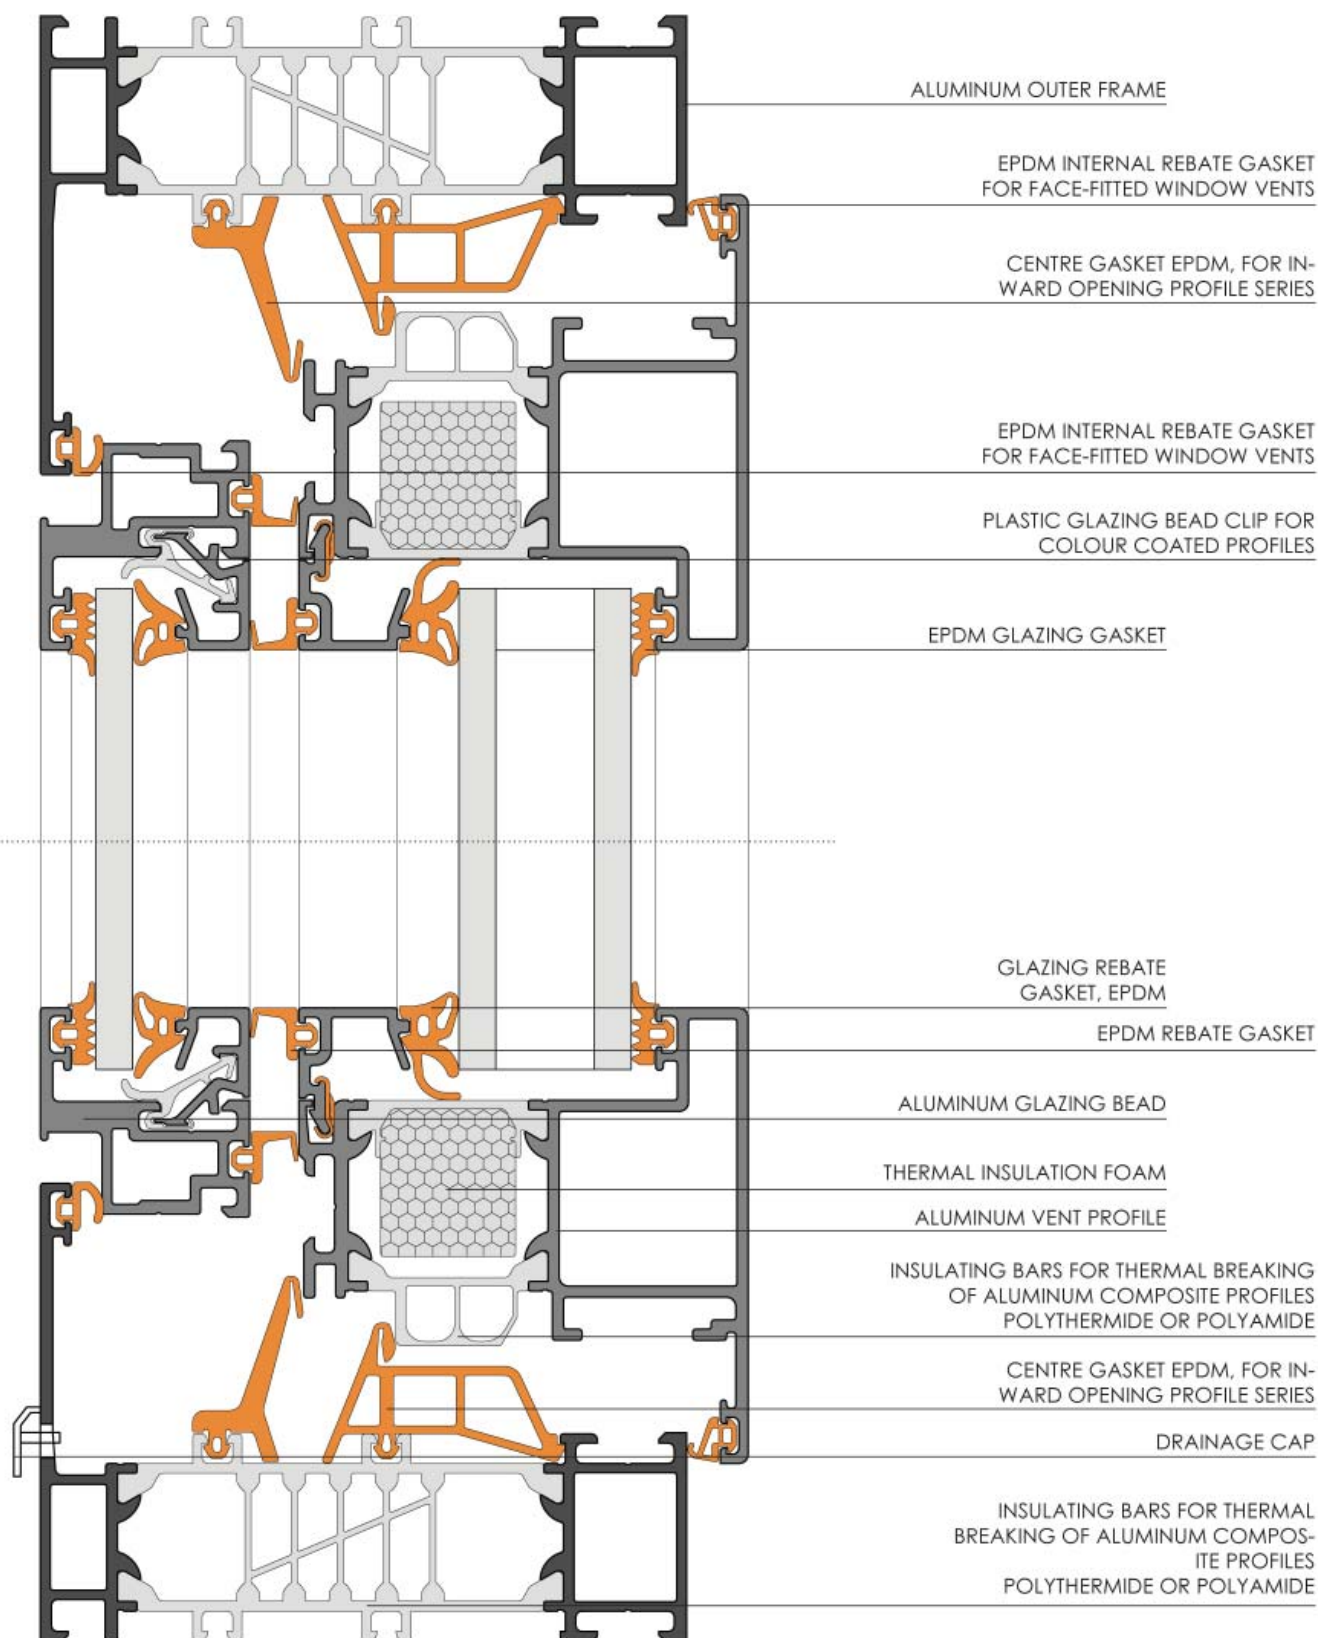 ALUMINUM OUTER FRAME
EPDM INTERNAL REBATE GASKET
FOR FACE-FITTED WINDOW VENTS
CENTRE GASKET EPDM, FOR IN-
WARD OPENING PROFILE SERIES
EPDM INTERNAL REBATE GASKET
FOR FACE-FITTED WINDOW VENTS
PLASTIC GLAZING BEAD CLIP FOR
COLOUR COATED PROFILES
EPDM GLAZING GASKET
GLAZING REBATE
GASKET, EPDM
EPDM REBATE GASKET
ALUMINUM GLAZING BEAD
THERMAL INSULATION FOAM
ALUMINUM VENT PROFILE
INSULATING BARS FOR THERMAL BREAKING
OF ALUMINUM COMPOSITE PROFILES
POLYTHERMIDE OR POLYAMIDE
CENTRE GASKET EPDM, FOR IN-
WARD OPENING PROFILE SERIES
DRAINAGE CAP
INSULATING BARS FOR THERMAL
BREAKING OF ALUMINUM COMPOS-
ITE PROFILES
POLYTHERMIDE OR POLYAMIDE